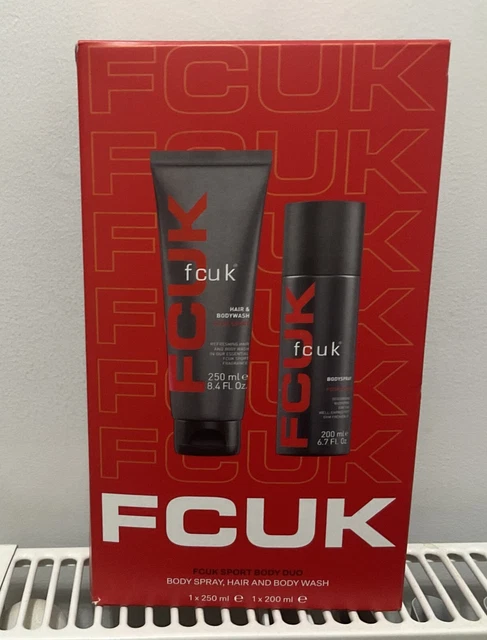 FCUK
FCUK
FCUK
FCUK
FCUK
FCUK
FCUK
fcuk
HAIR &
BODYWASH
250 ml e
8.4 FL. Oz.
FCUK
fcuk
BODYSPRAY
200 ml e
6.7 Fl. Oz
FCUK
FCUK SPORT BODY DUO
BODY SPRAY, HAIR AND BODY WASH
1 x 250 ml e 1 x 200 ml e